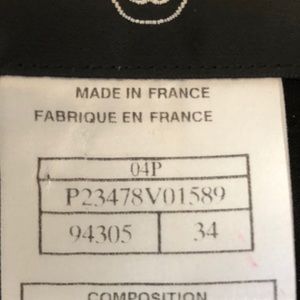 MADE IN FRANCE
FABRIQUE EN FRANCE
04P
P23478V01589
94305 34
COMPOSITION